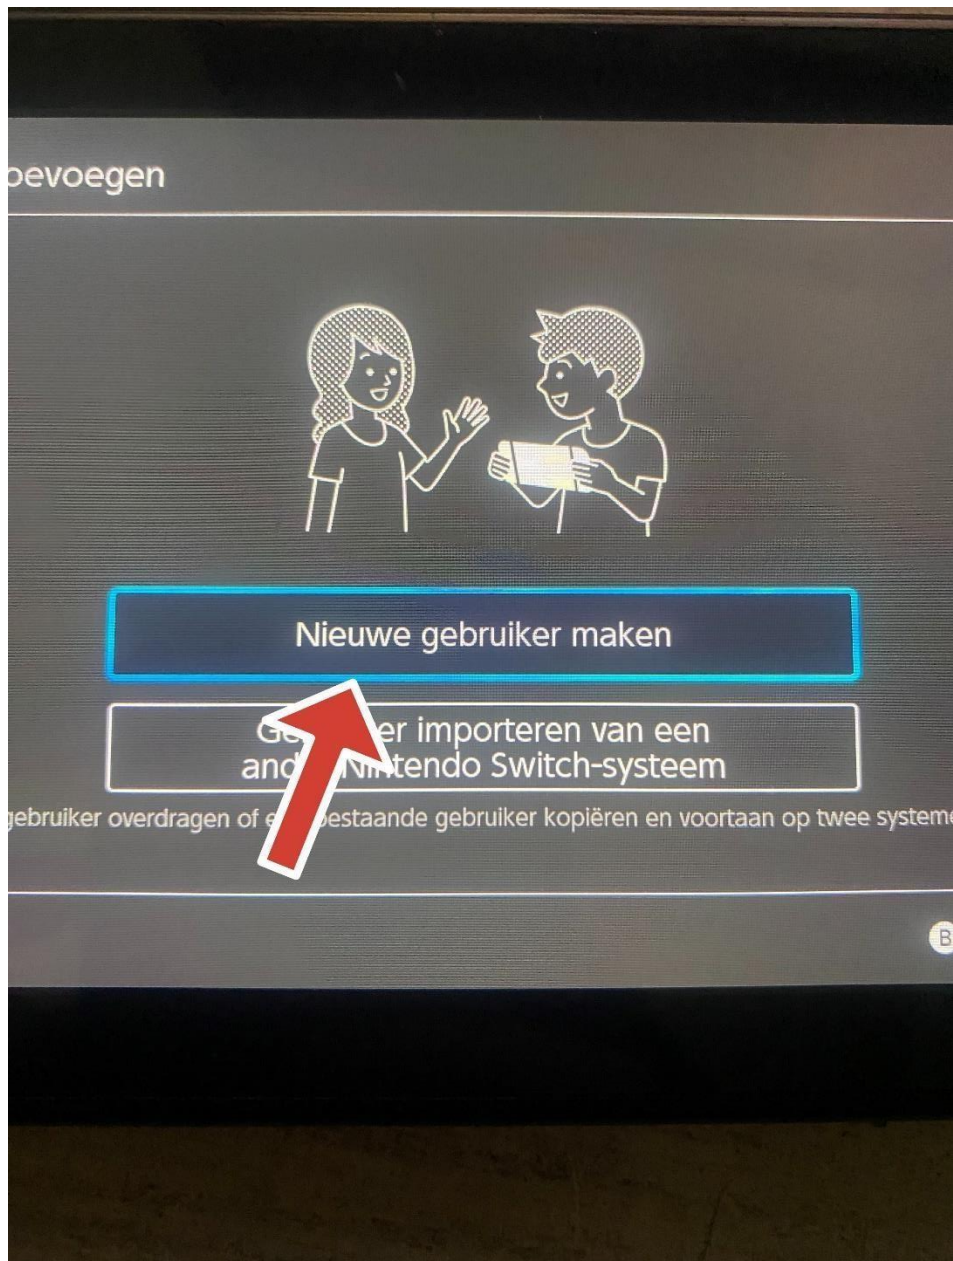 oevoegen
Nieuwe gebruiker maken
er importeren van een
Nintendo Switch-systeem
gebruiker overdragen of bestaande gebruiker kopiëren en voortaan op twee systeme
B